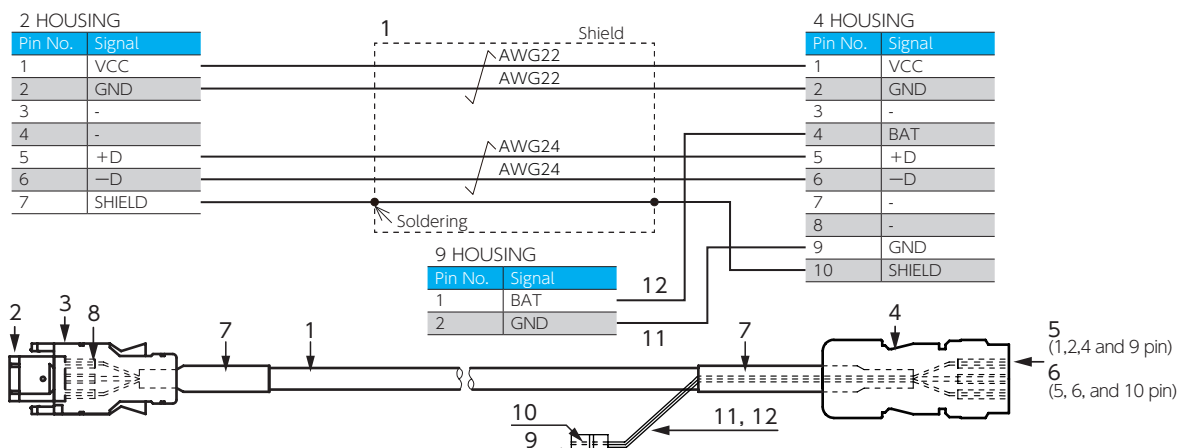 2 HOUSING
Pin No. Signal
1 VCC
2 GND
3 -
4 -
5 +D
6 —D
7 SHIELD
1
Shield
AWG22
AWG22
AWG24
AWG24
Soldering
4 HOUSING
Pin No. Signal
1 VCC
2 GND
3 -
4 BAT
5 +D
6 —D
7 -
8 -
9 GND
10 SHIELD
9 HOUSING
Pin No. Signal
1 BAT
2 GND
12
11
2
3
8
7
1
7
4
5
(1,2,4 and 9 pin)
6
(5, 6, and 10 pin)
10
9
11, 12